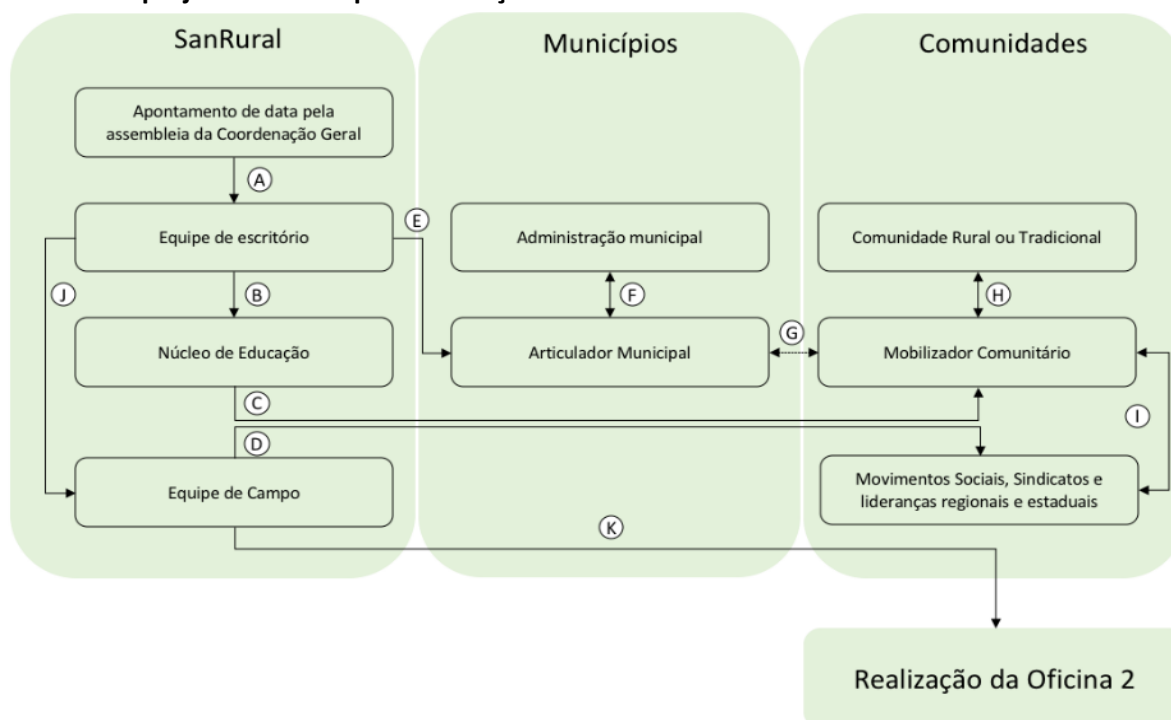 SanRural
Municípios
Comunidades
Apontamento de data pela
assembleia da Coordenação Geral
A
Equipe de escritório
E
Administração municipal
Comunidade Rural ou Tradicional
J
B
F
H
Núcleo de Educação
Articulador Municipal
G
Mobilizador Comunitário
C
I
D
Equipe de Campo
Movimentos Sociais, Sindicatos e
lideranças regionais e estaduais
K
Realização da Oficina 2